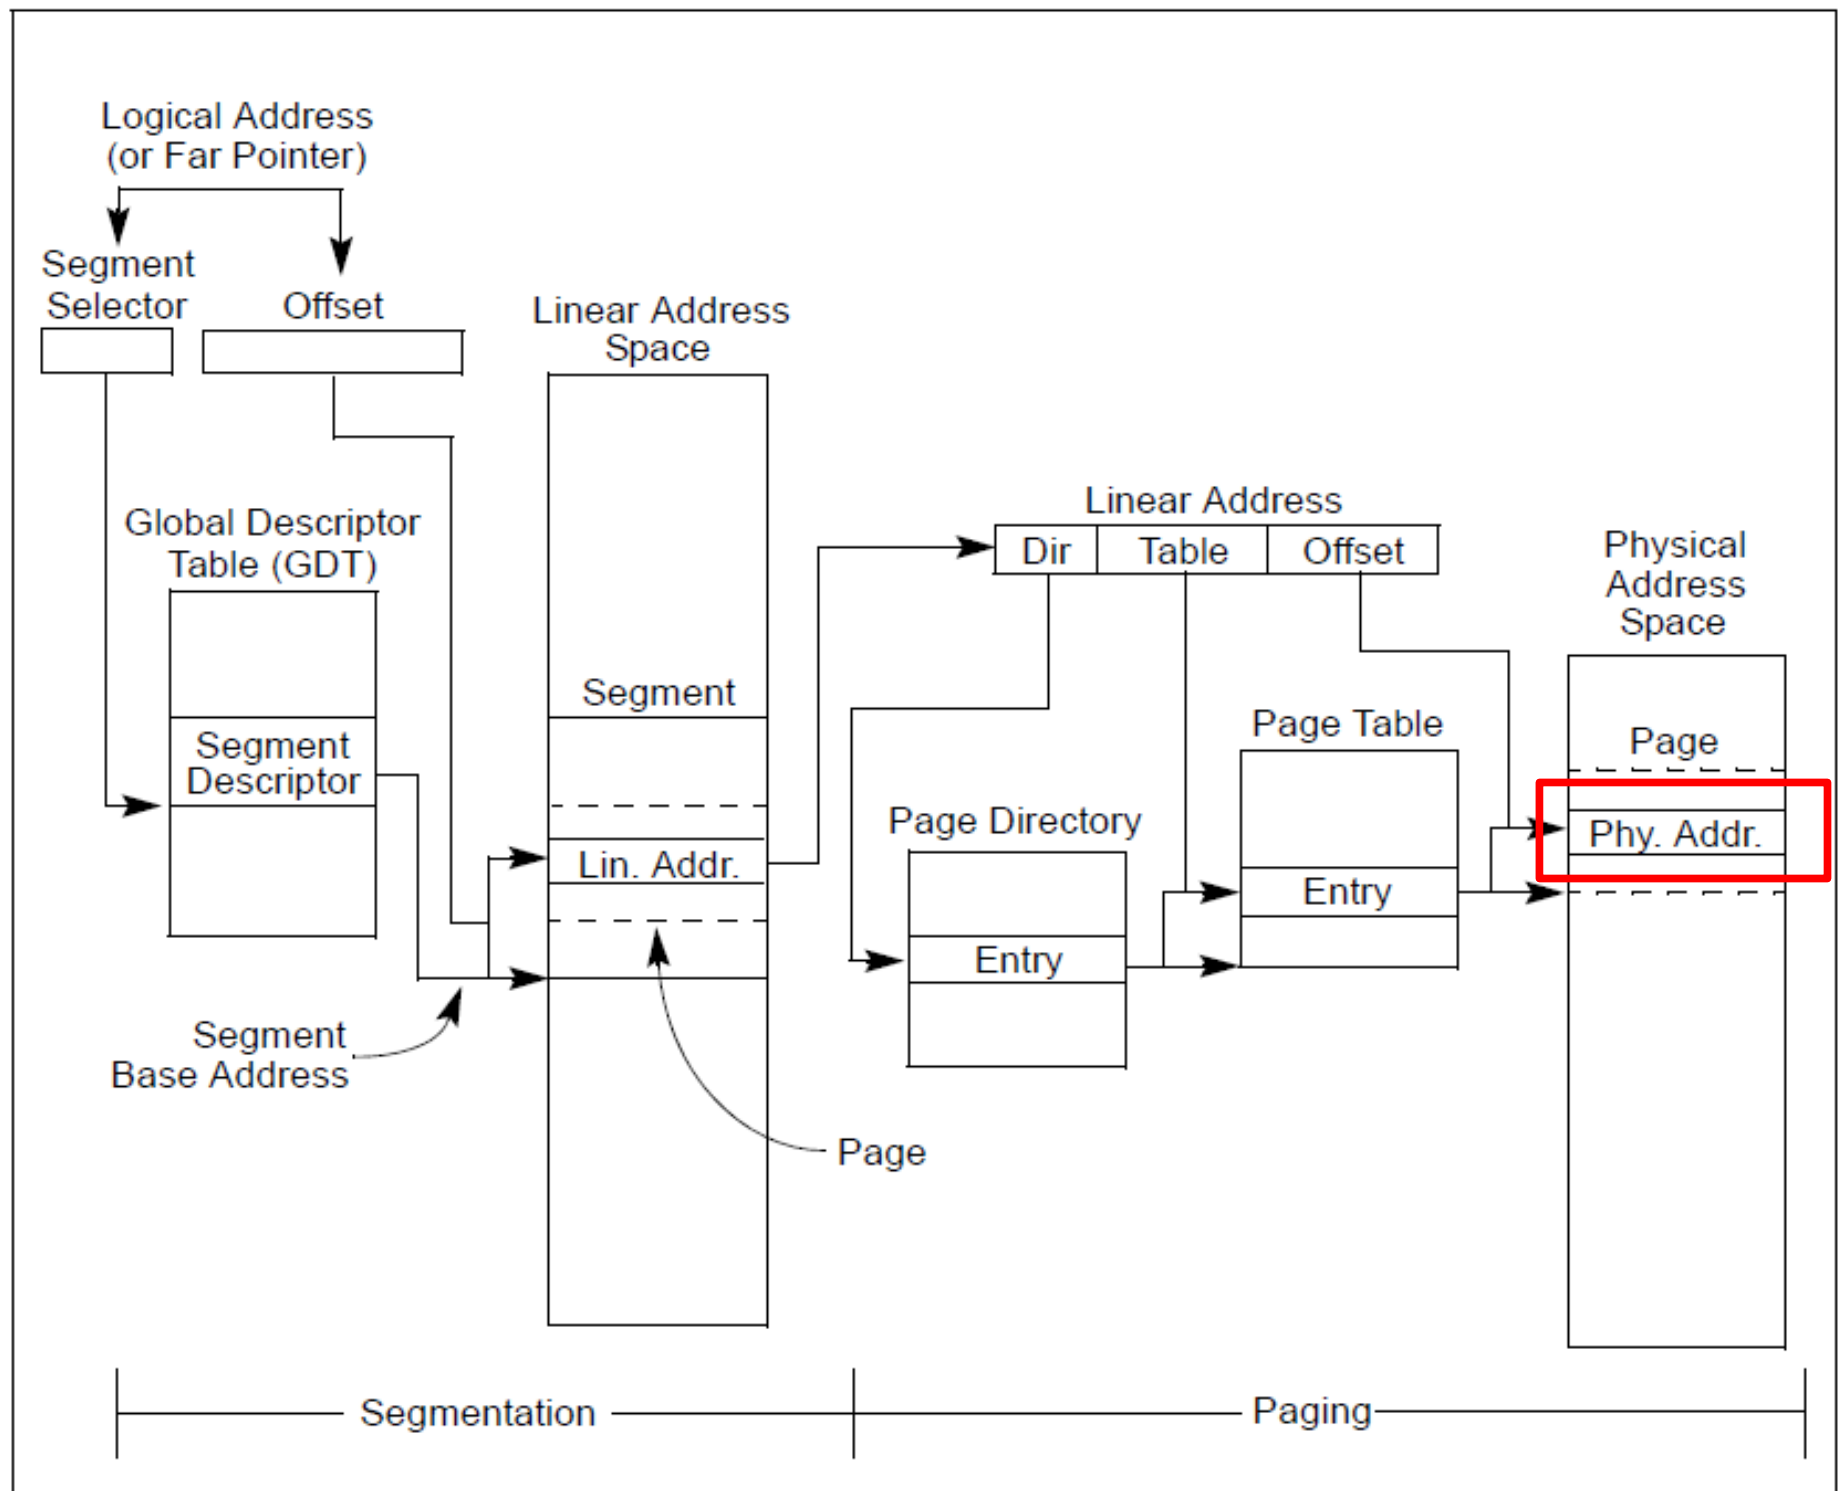 Logical Address
(or Far Pointer)
Segment
Selector
Offset
Linear Address
Space
Global Descriptor
Table (GDT)
Segment
Descriptor
Segment
Lin. Addr.
Segment
Base Address
Page
Linear Address
Dir
Table
Offset
Page Directory
Entry
Page Table
Entry
Physical
Address
Space
Page
Phy. Addr.
Segmentation
Paging